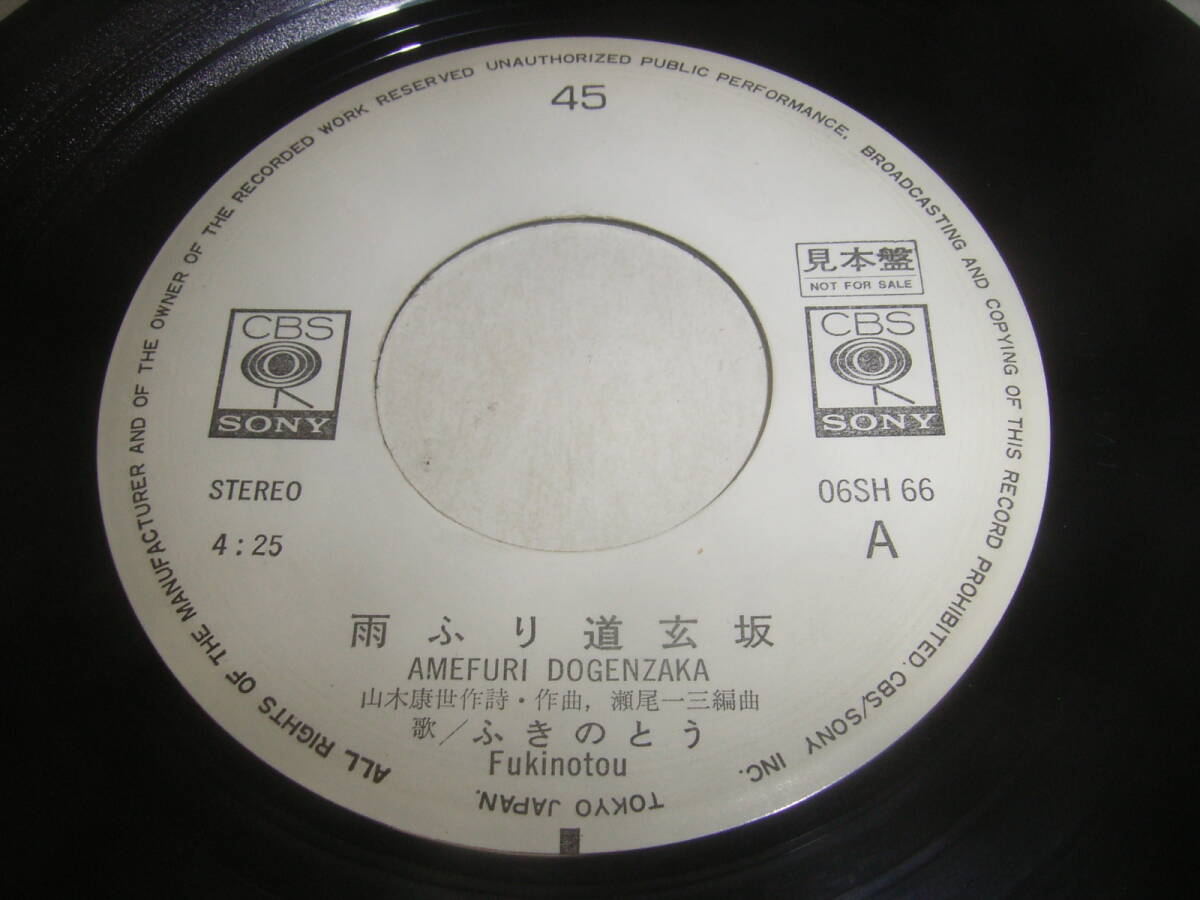 45
ALL RIGHTS OF THE MANUFACTURER AND OF THE OWNER OF THE RECORDED WORK RESERVED UNAUTHORIZED PUBLIC PERFORMANCE, BROADCASTING AND COPYING OF THIS RECORD PROHIBITED. CBS/SONY INC.
TOKYO JAPAN.
見本盤
NOT FOR SALE
CBS
SONY
CBS
SONY
STEREO
06SH 66
4:25
A
雨ふり道玄坂
AMEFURI DOGENZAKA
山木康世作詩・作曲, 瀬尾一三編曲
歌/ふきのとう
Fukinotou